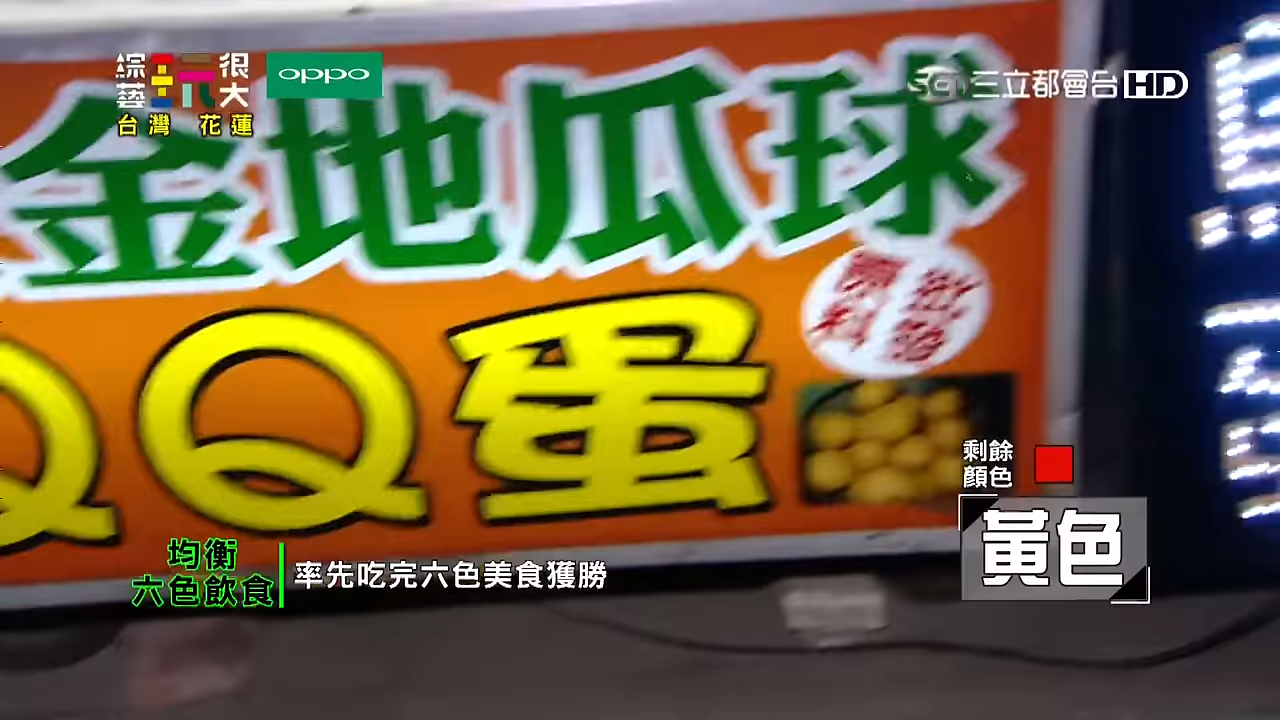 綜藝玩很大
台灣 花蓮
oppo
三立都會台HD
金地瓜球
QQ蛋
剩餘
顏色
黃色
均衡
六色飲食
率先吃完六色美食獲勝